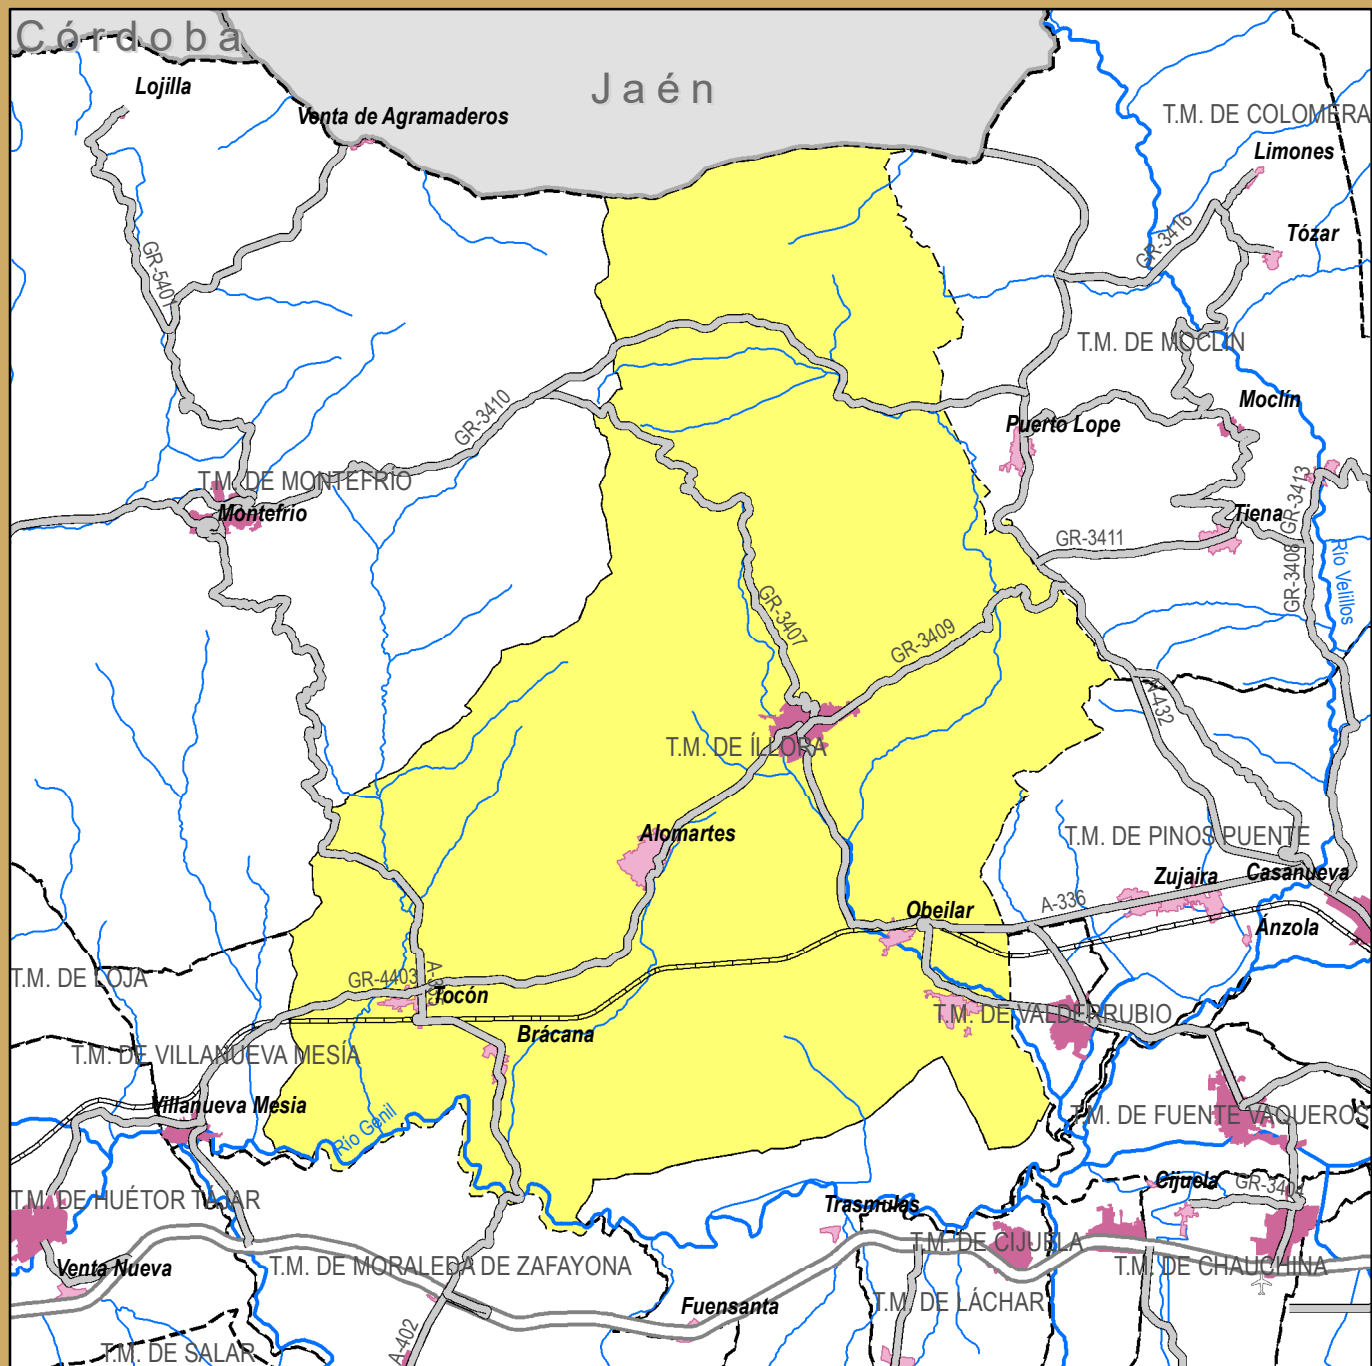 Córdoba
Jaén
Lojilla
Venta de Agramaderos
T.M. DE COLOMERA
Limones
GR-3416
Tózar
GR-5401
T.M. DE MOCLÍN
Moclín
GR-3410
Puerto Lope
T.M. DE MONTEFRÍO
Montefrío
GR-3413
Tiena
GR-3411
GR-3408
Río Velillos
GR-3407
GR-3409
N-432
T.M. DE ÍLLORA
Alomartes
T.M. DE PINOS PUENTE
Zujaira
Casanueva
A-336
Obeilar
Ánzola
T.M. DE LOJA
GR-4403
Tocón
T.M. DE VALDERRUBIO
Brácana
T.M. DE VILLANUEVA MESÍA
Villanueva Mesia
Río Genil
T.M. DE FUENTE VAQUEROS
Cijuela
T.M. DE HUÉTOR TÁJAR
Trasmulas
T.M. DE CIJUELA
Venta Nueva
T.M. DE MORALEDA DE ZAFAYONA
T.M. DE CHAUCHINA
Fuensanta
T.M. DE LÁCHAR
A-402
T.M. DE SALAR